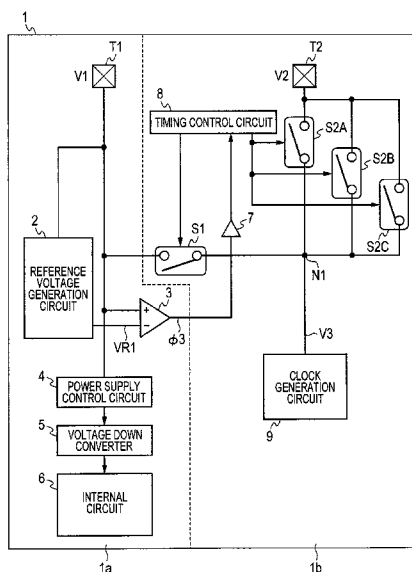 1
T1
V1
T2
V2
8
TIMING CONTROL CIRCUIT
S2A
S2B
S2C
7
S1
2
REFERENCE
VOLTAGE
GENERATION
CIRCUIT
N1
3
+
−
VR1
ϕ3
V3
4
POWER SUPPLY
CONTROL CIRCUIT
5
VOLTAGE DOWN
CONVERTER
CLOCK
GENERATION
CIRCUIT
9
6
INTERNAL
CIRCUIT
1a
1b